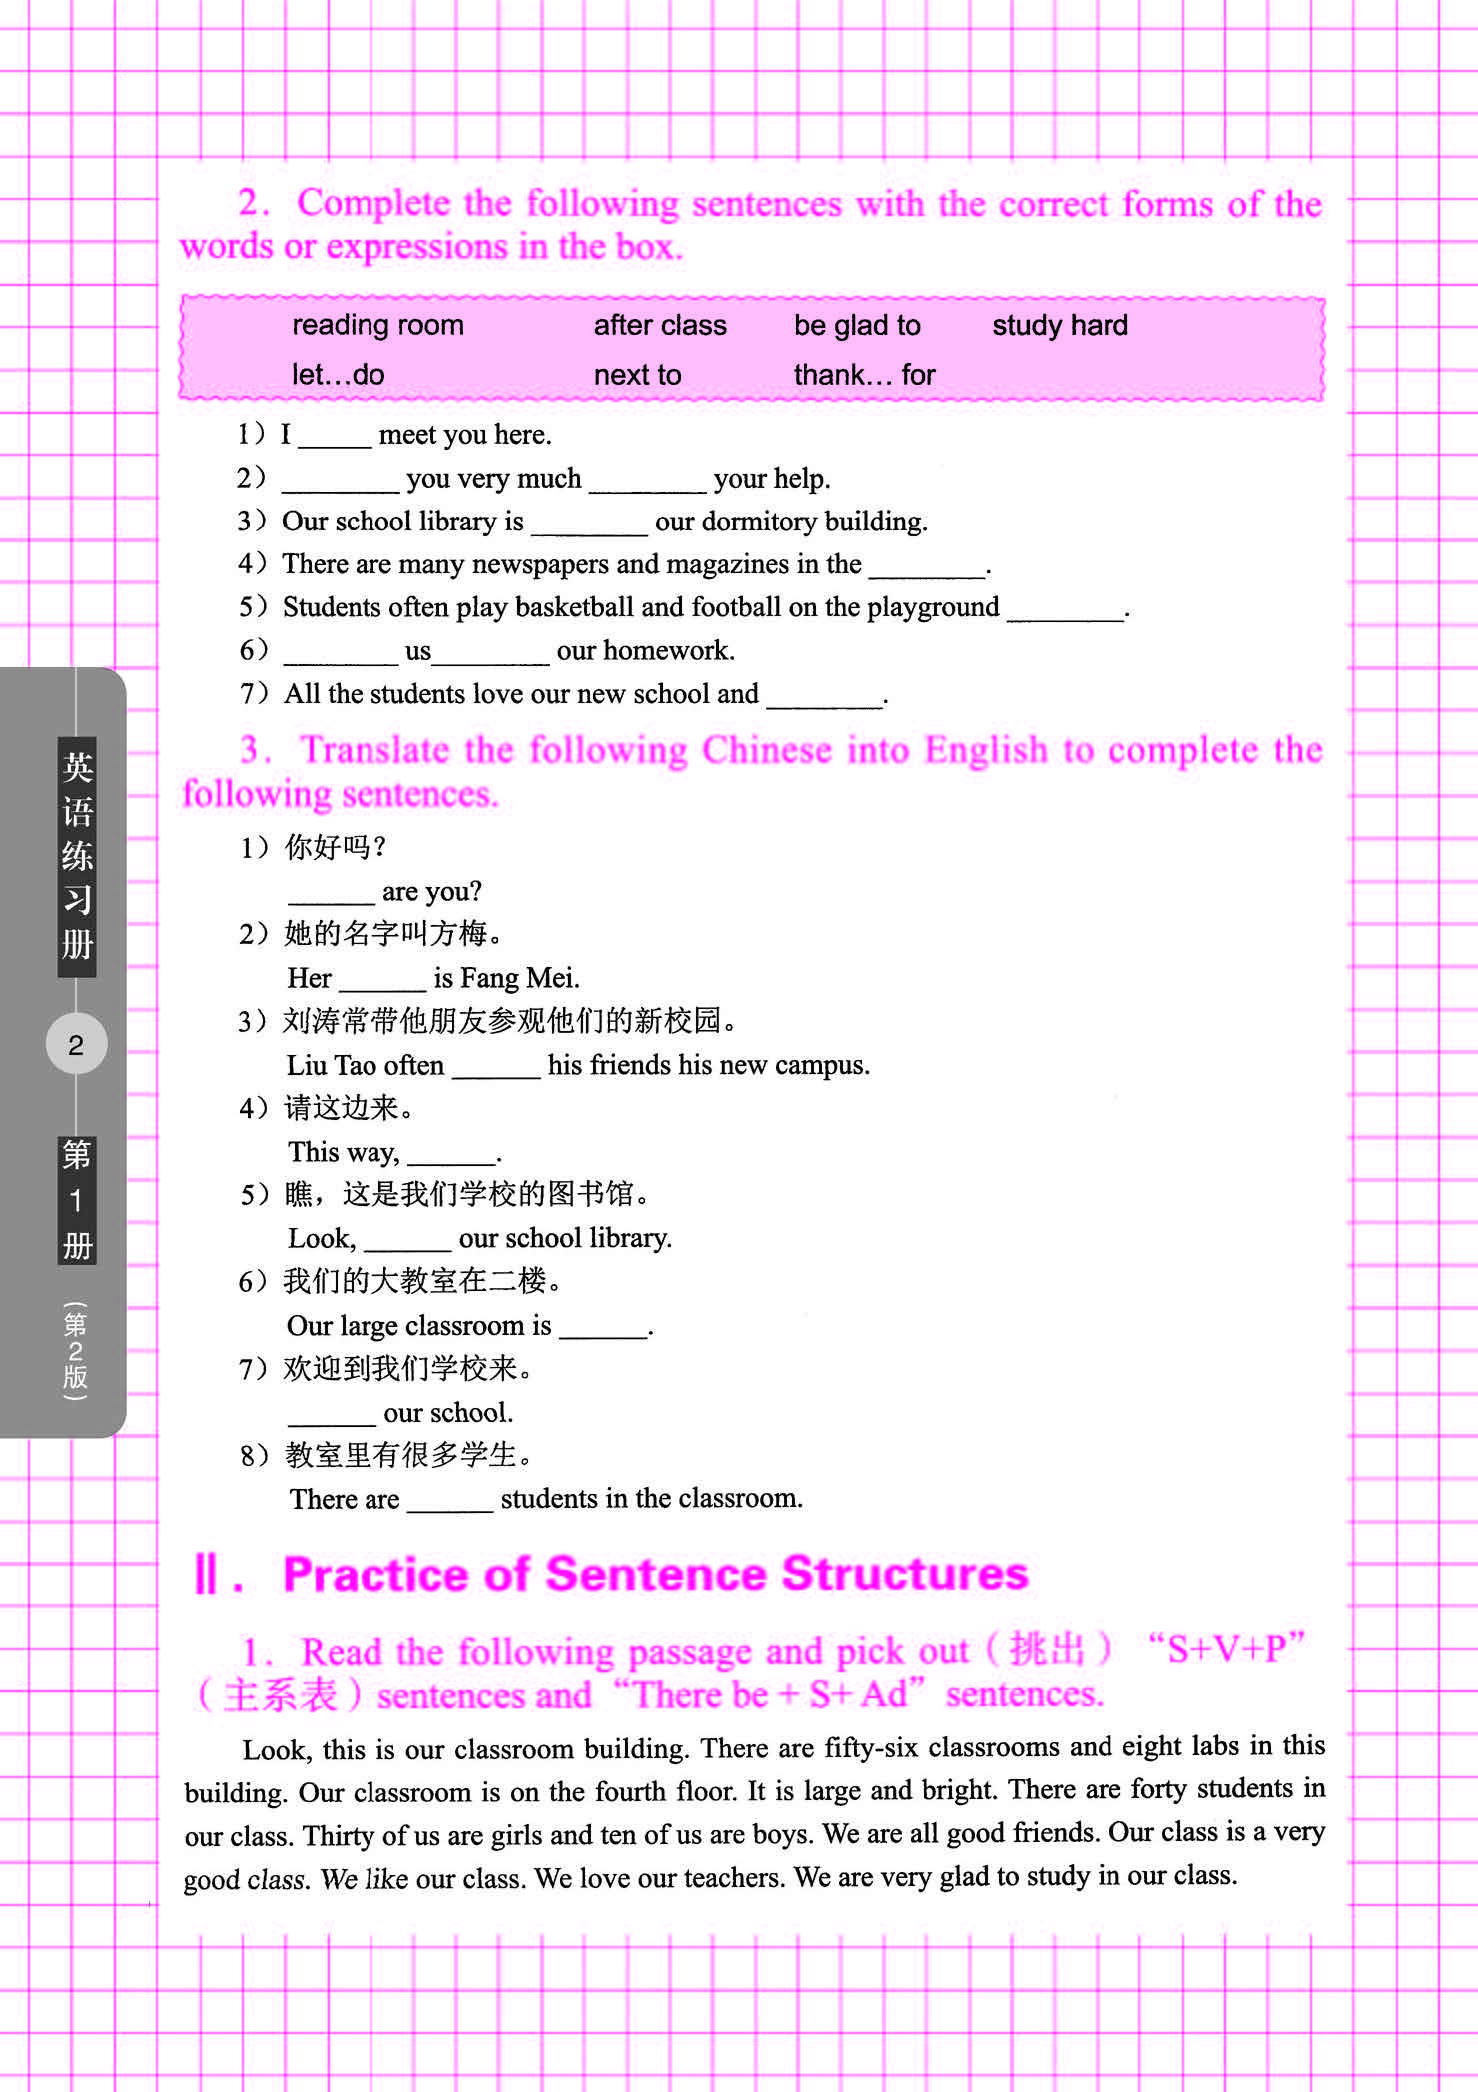 2. Complete the following sentences with the correct forms of the
words or expressions in the box.
reading room after class be glad to study hard
let…do next to thank… for
1）I _____ meet you here.
2）________ you very much ________ your help.
3）Our school library is ________ our dormitory building.
4）There are many newspapers and magazines in the ________.
5）Students often play basketball and football on the playground ________.
6）________ us________ our homework.
7）All the students love our new school and ________.
3. Translate the following Chinese into English to complete the
following sentences.
1）你好吗?
______ are you?
2）她的名字叫方梅。
Her ______ is Fang Mei.
3）刘涛常带他朋友参观他们的新校园。
Liu Tao often ______ his friends his new campus.
4）请这边来。
This way, ______.
5）瞧，这是我们学校的图书馆。
Look, ______ our school library.
6）我们的大教室在二楼。
Our large classroom is ______.
7）欢迎到我们学校来。
______ our school.
8）教室里有很多学生。
There are ______ students in the classroom.
Ⅱ. Practice of Sentence Structures
1. Read the following passage and pick out（挑出） “S+V+P”
（主系表）sentences and “There be + S+ Ad” sentences.
Look, this is our classroom building. There are fifty-six classrooms and eight labs in this
building. Our classroom is on the fourth floor. It is large and bright. There are forty students in
our class. Thirty of us are girls and ten of us are boys. We are all good friends. Our class is a very
good class. We like our class. We love our teachers. We are very glad to study in our class.
英语练习册
2
第1册
(第2版)